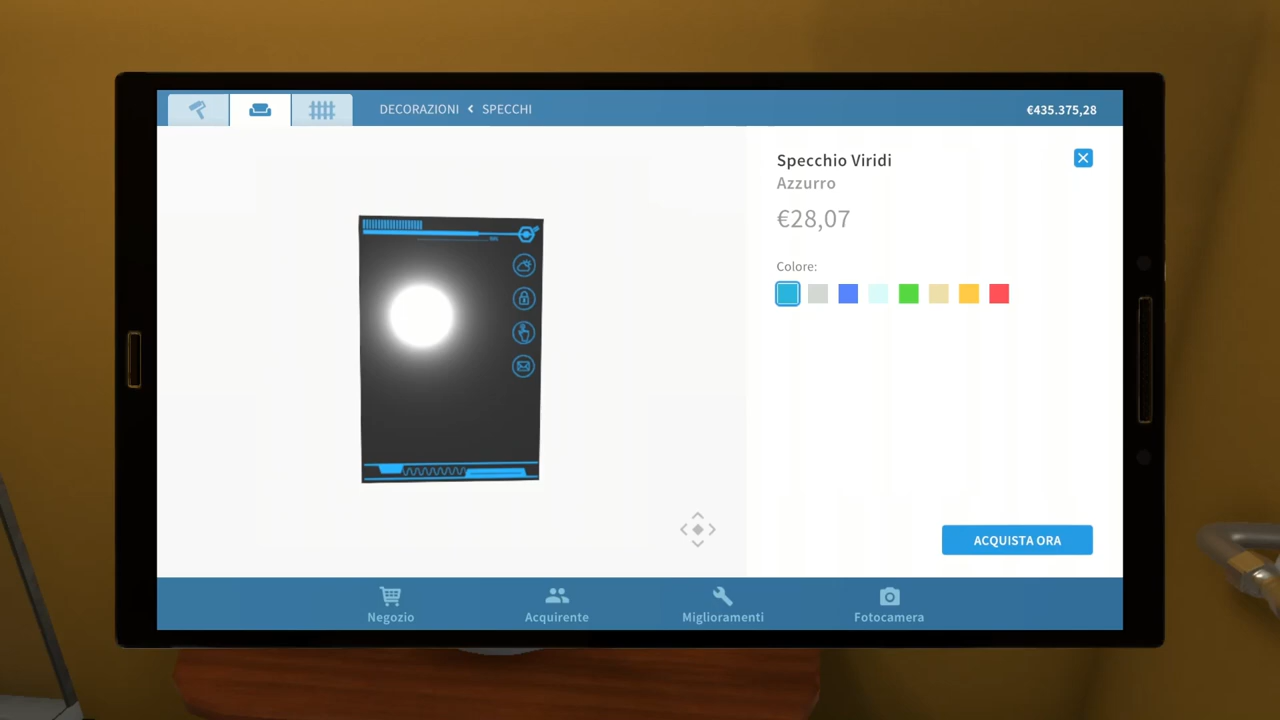 DECORAZIONI < SPECCHI
€435.375,28
Specchio Viridi
Azzurro
€28,07
Colore:
ACQUISTA ORA
Negozio
Acquirente
Miglioramenti
Fotocamera